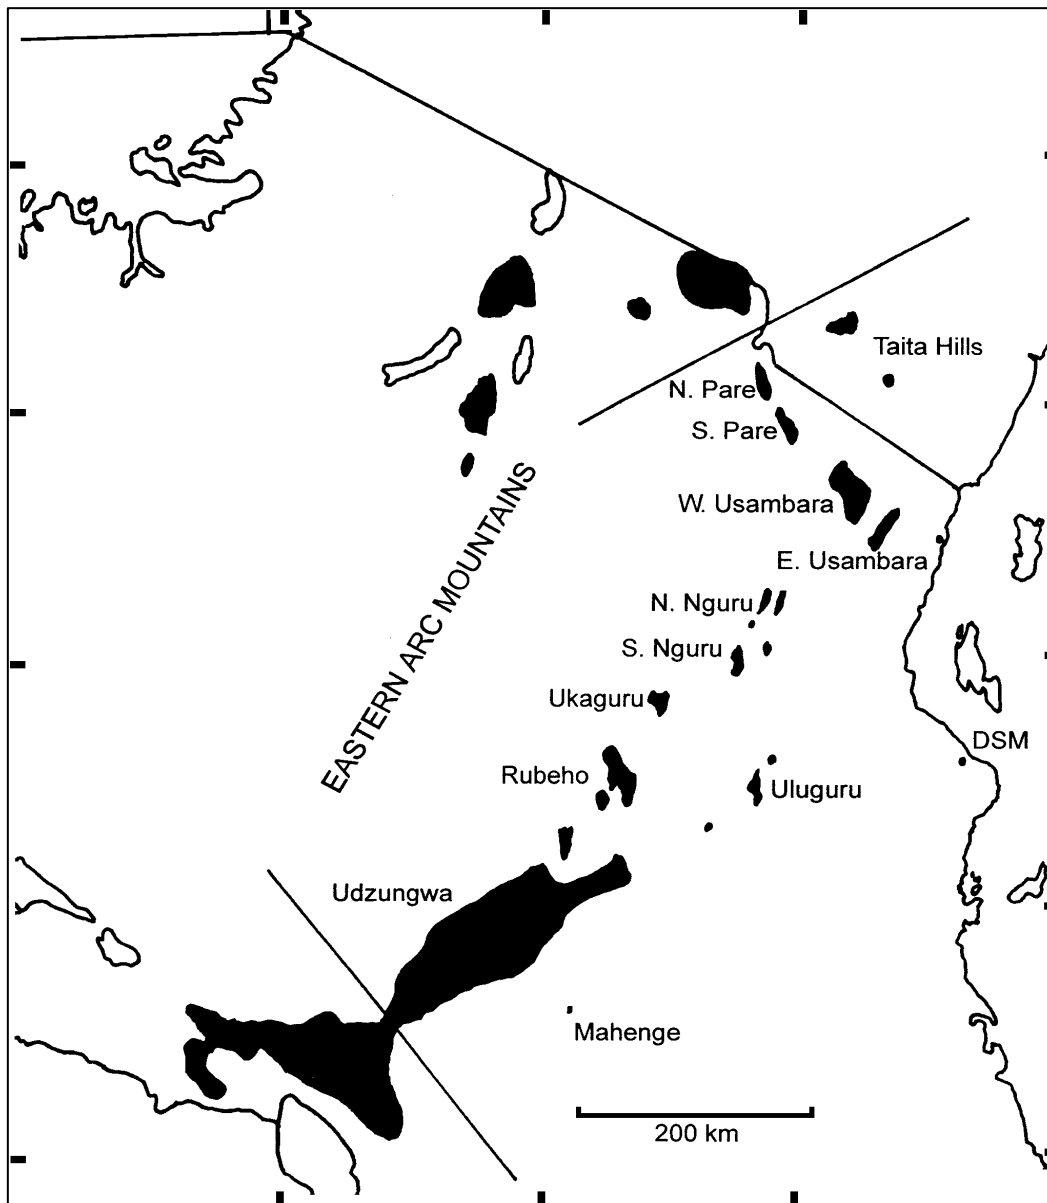 Taita Hills
N. Pare
S. Pare
EASTERN ARC MOUNTAINS
W. Usambara
E. Usambara
N. Nguru
S. Nguru
Ukaguru
DSM
Rubeho
Uluguru
Udzungwa
Mahenge
200 km